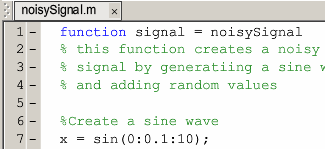 noisySignal.m ×
1 - function signal = noisySignal
2 - % this function creates a noisy
3 - % signal by generatiing a sine
4 - % and adding random values
5 -
6 - %Create a sine wave
7 - x = sin(0:0.1:10);